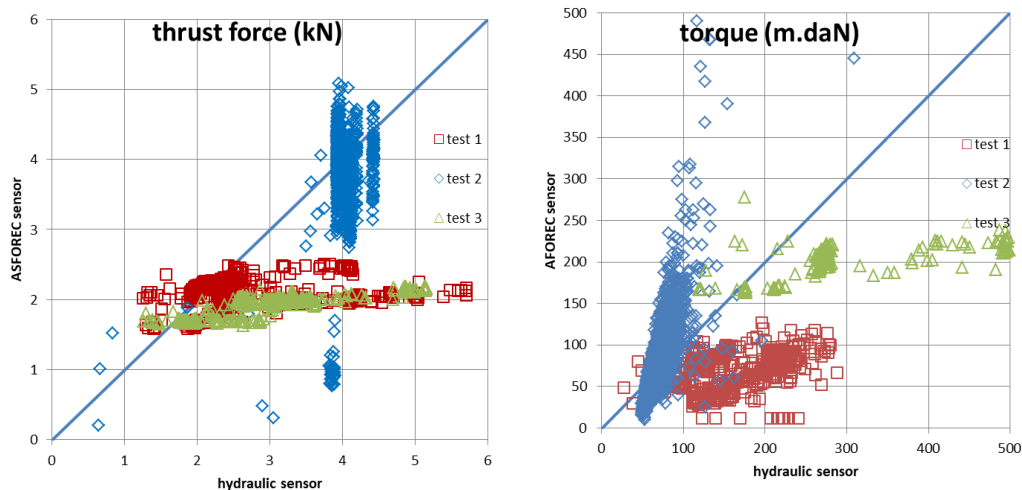 thrust force (kN)
6
5
4
3
2
1
0
ASFOREC sensor
test 1
test 2
test 3
0 1 2 3 4 5 6
hydraulic sensor
torque (m.daN)
500
450
400
350
300
250
200
150
100
50
0
AFOREC sensor
test 1
test 2
test 3
0 100 200 300 400 500
hydraulic sensor